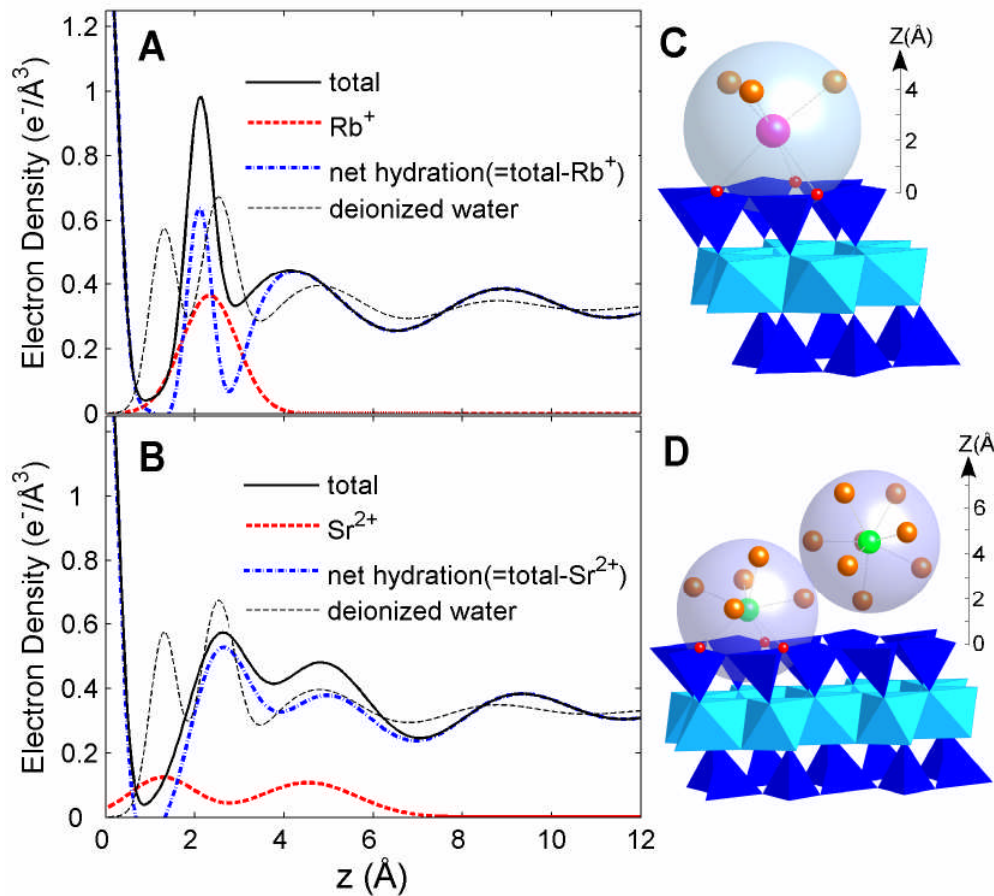 A
Electron Density (e⁻/Å³)
1.2
1
0.8
0.6
0.4
0.2
0
total
Rb⁺
net hydration(=total-Rb⁺)
deionized water
B
Electron Density (e⁻/Å³)
1
0.8
0.6
0.4
0.2
0
total
Sr²⁺
net hydration(=total-Sr²⁺)
deionized water
0 2 4 6 8 10 12
z (Å)
C
Z(Å)
4
2
0
D
Z(Å
6
4
2
0